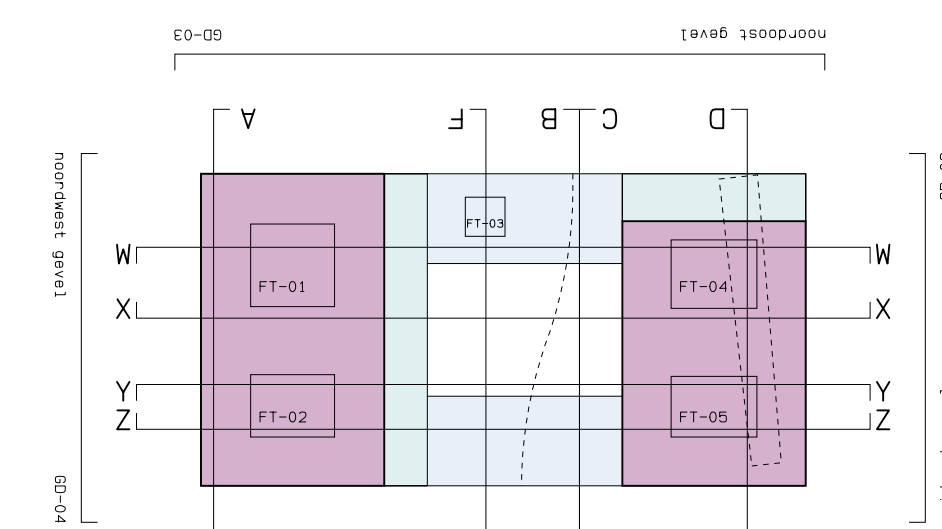 GD-03
noordoost gevel
A
F
B
C
D
noordwest gevel
FT-03
M
M
FT-01
FT-04
X
X
Y
Y
FT-02
FT-05
Z
Z
GD-04